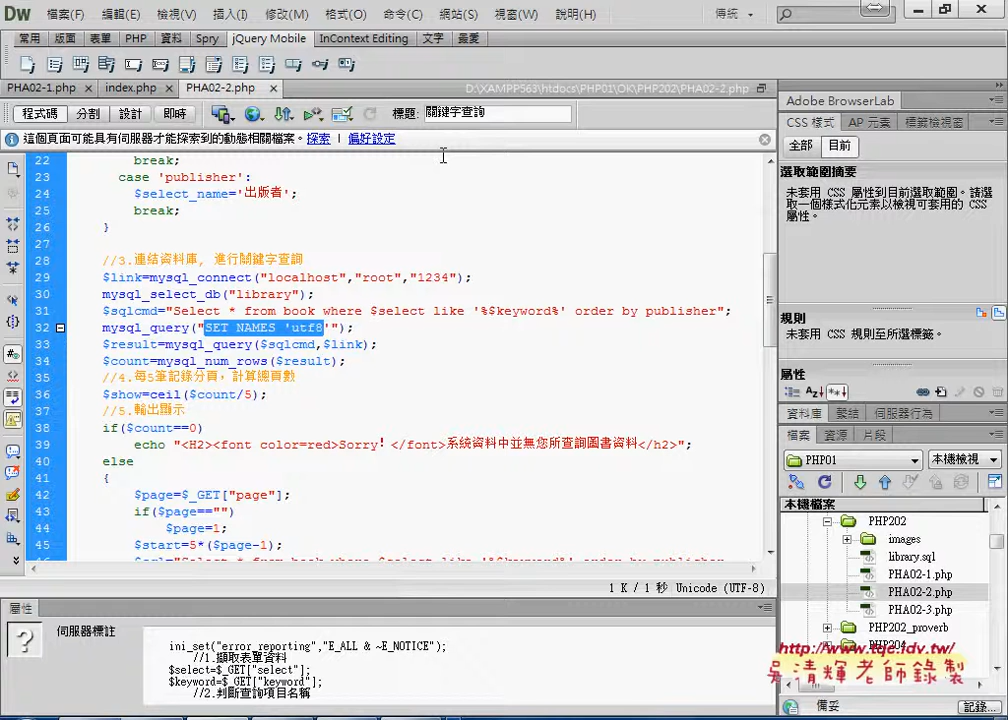 Dw 檔案(F) 編輯(E) 檢視(V) 插入(I) 修改(M) 格式(O) 命令(C) 網站(S) 視窗(W) 說明(H) 傳統
常用 版面 表單 PHP 資料 Spry jQuery Mobile InContext Editing 文字 最愛
PHA02-1.php × index.php × PHA02-2.php × D:\XAMPP563\htdocs\PHP01\OK\PHP202\PHA02-2.php
程式碼 分割 設計 即時 標題: 關鍵字查詢
這個頁面可能具有伺服器才能探索到的動態相關檔案。 探索 | 偏好設定
22 break;
23 case 'publisher':
24 $select_name='出版者';
25 break;
26 }
27
28 //3.連結資料庫, 進行關鍵字查詢
29 $link=mysql_connect("localhost","root","1234");
30 mysql_select_db("library");
31 $sqlcmd="Select * from book where $select like '%$keyword%' order by publisher";
32 mysql_query("SET NAMES 'utf8'");
33 $result=mysql_query($sqlcmd,$link);
34 $count=mysql_num_rows($result);
35 //4.每5筆記錄分頁，計算總頁數
36 $show=ceil($count/5);
37 //5.輸出顯示
38 if($count==0)
39 echo "<H2><font color=red>Sorry! </font>系統資料中並無您所查詢圖書資料</h2>";
40 else
41 {
42 $page=$_GET["page"];
43 if($page=="")
44 $page=1;
45 $start=5*($page-1);
1 K / 1 秒 Unicode (UTF-8)
屬性
伺服器標註
ini_set("error_reporting","E_ALL & ~E_NOTICE");
//1.擷取表單資料
$select=$_GET["select"];
$keyword=$_GET["keyword"];
//2.判斷查詢項目名稱
Adobe BrowserLab
CSS 樣式 AP 元素 標籤檢視窗
全部 目前
選取範圍摘要
未套用 CSS 屬性到目前選取範圍。請選取一個樣式化元素以檢視可套用的 CSS 屬性。
規則
未套用 CSS 規則至所選標籤。
屬性
資料庫 繫結 伺服器行為
檔案 資源 片段
PHP01 本機檢視
本機檔案
PHP202
images
library.sql
PHA02-1.php
PHA02-2.php
PHA02-3.php
PHP202_proverb
PHP204
http://www.tqc.idv.tw/
吳清輝老師錄製
備妥 記錄...